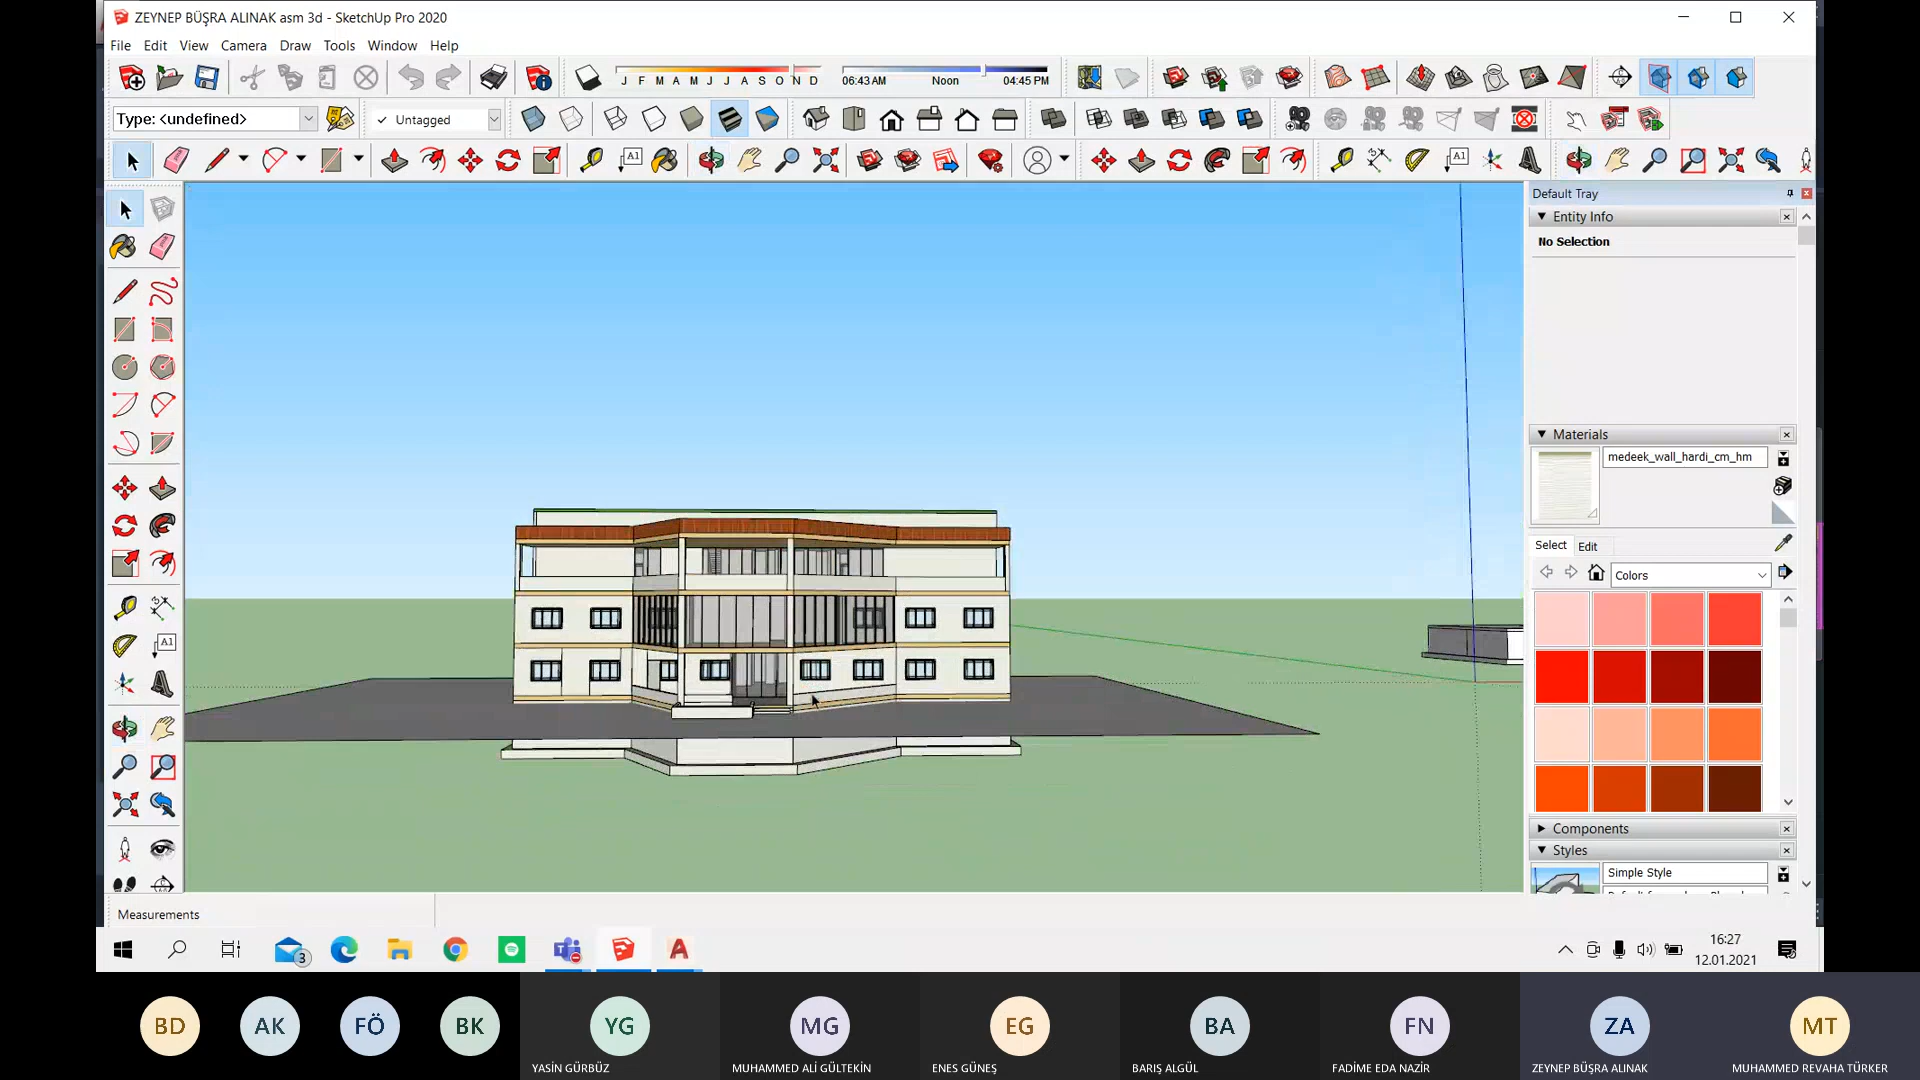 ZEYNEP BÜŞRA ALINAK asm 3d - SketchUp Pro 2020
File Edit View Camera Draw Tools Window Help
J F M A M J J A S O N D 06:43 AM Noon 04:45 PM
Type: <undefined> Untagged
Default Tray
Entity Info
No Selection
Materials
medeek_wall_hardi_cm_hm
Select Edit
Colors
Components
Styles
Simple Style
Measurements
3
16:27
12.01.2021
BD AK FÖ BK YG MG EG BA FN ZA MT
YASİN GÜRBÜZ MUHAMMED ALİ GÜLTEKİN ENES GÜNEŞ BARIŞ ALGÜL FADİME EDA NAZİR ZEYNEP BÜŞRA ALINAK MUHAMMED REVAHA TÜRKER